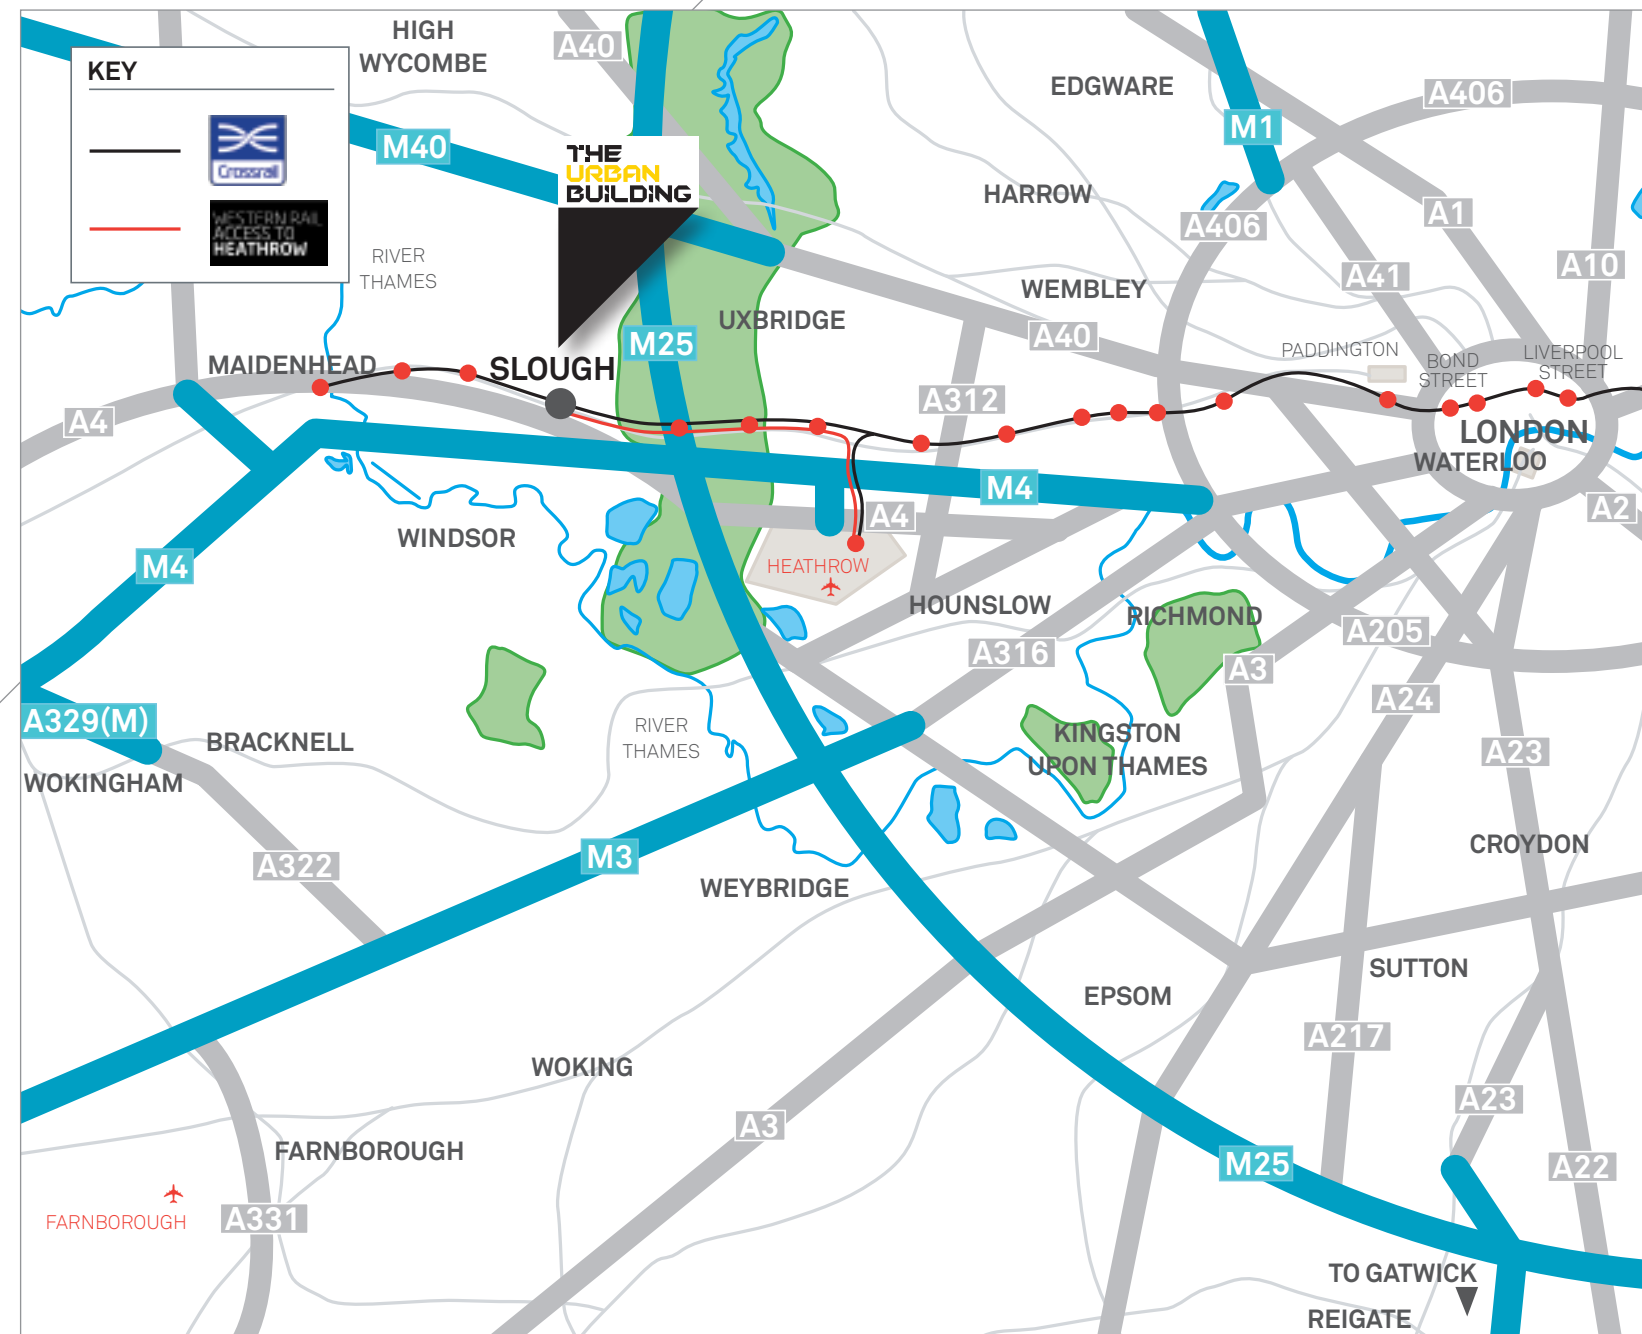 HIGH
WYCOMBE
A40
EDGWARE
A406
KEY
Crossrail
WESTERN RAIL
ACCESS TO
HEATHROW
M40
M1
THE
URBAN
BUILDING
HARROW
A406
A1
A10
A41
RIVER
THAMES
WEMBLEY
UXBRIDGE
A40
M25
PADDINGTON
BOND
STREET
LIVERPOOL
STREET
MAIDENHEAD
SLOUGH
A312
A4
LONDON
WATERLOO
M4
A4
A2
WINDSOR
M4
HEATHROW
HOUNSLOW
RICHMOND
A205
A316
A3
A24
A329(M)
BRACKNELL
RIVER
THAMES
KINGSTON
UPON THAMES
A23
WOKINGHAM
M3
A322
CROYDON
WEYBRIDGE
SUTTON
EPSOM
A217
WOKING
A23
A3
FARNBOROUGH
M25
A22
FARNBOROUGH
A331
TO GATWICK
REIGATE